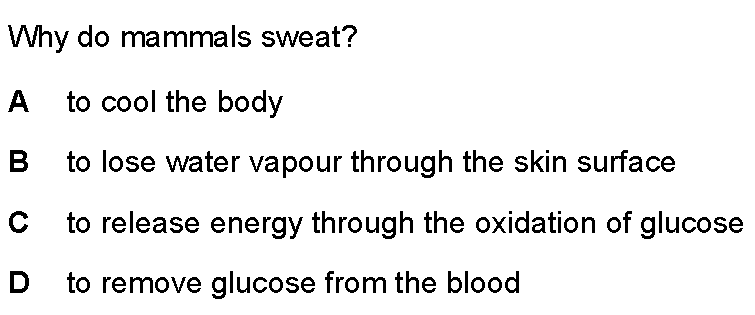 Why do mammals sweat?
A to cool the body
B to lose water vapour through the skin surface
C to release energy through the oxidation of glucose
D to remove glucose from the blood